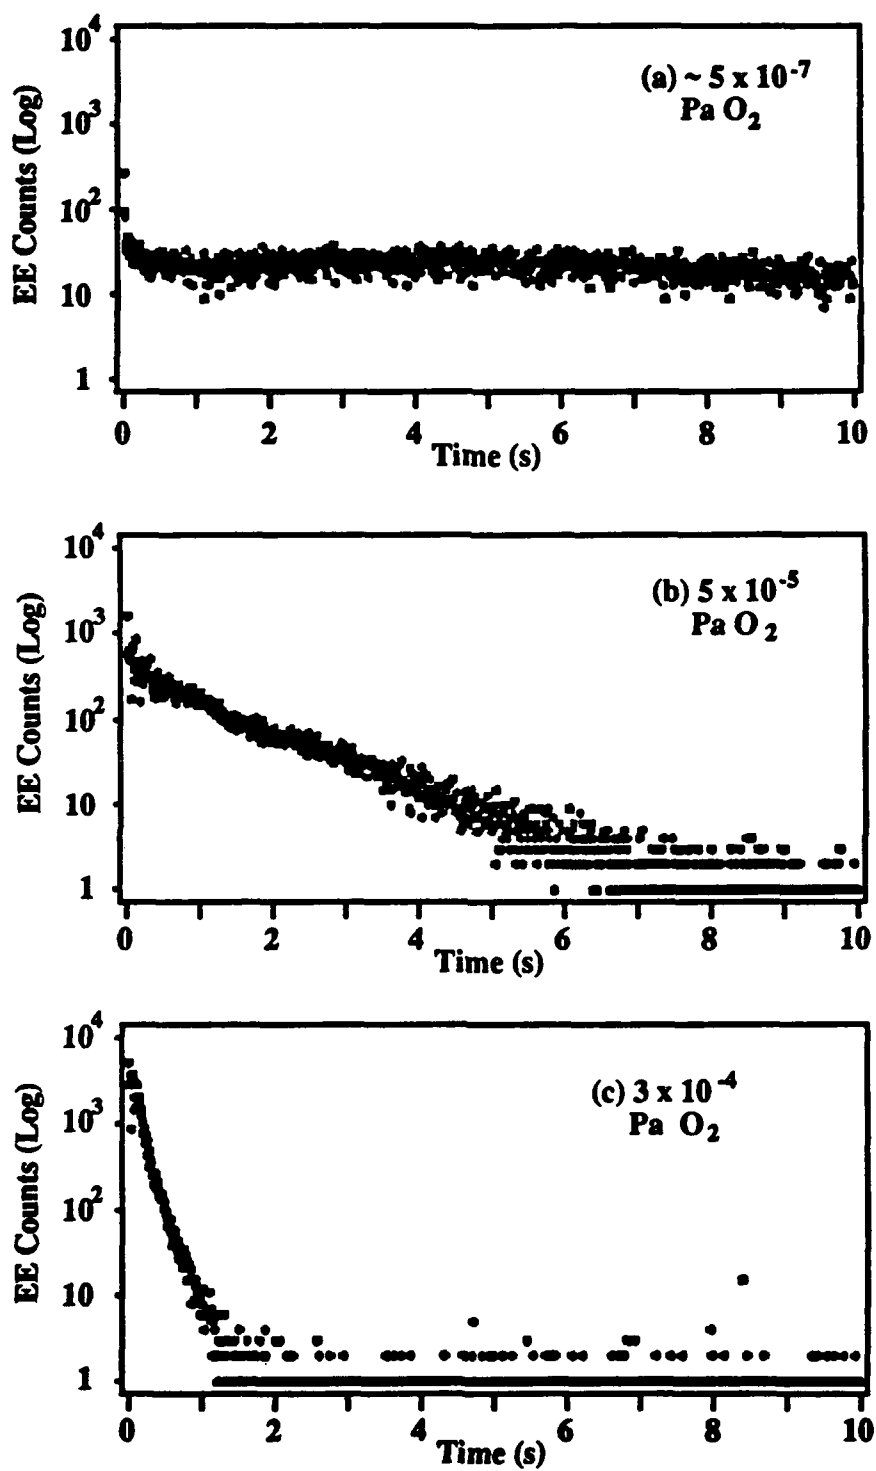 10⁴
10³
10²
10
1
EE Counts (Log)
(a) ~ 5 x 10⁻⁷
Pa O₂
0 2 4 6 8 10
Time (s)
10⁴
10³
10²
10
1
EE Counts (Log)
(b) 5 x 10⁻⁵
Pa O₂
0 2 4 6 8 10
Time (s)
10⁴
10³
10²
10
1
EE Counts (Log)
(c) 3 x 10⁻⁴
Pa O₂
0 2 4 6 8 10
Time (s)